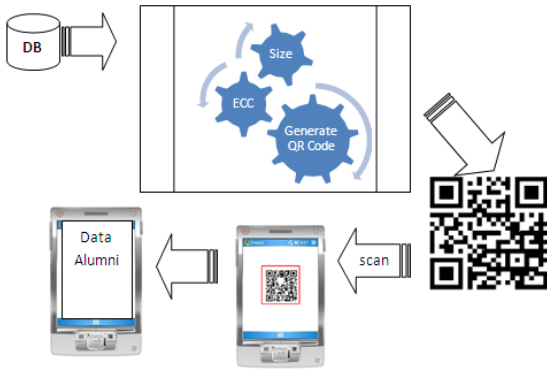 DB
Size
ECC
Generate
QR Code
scan
Data
Alumni